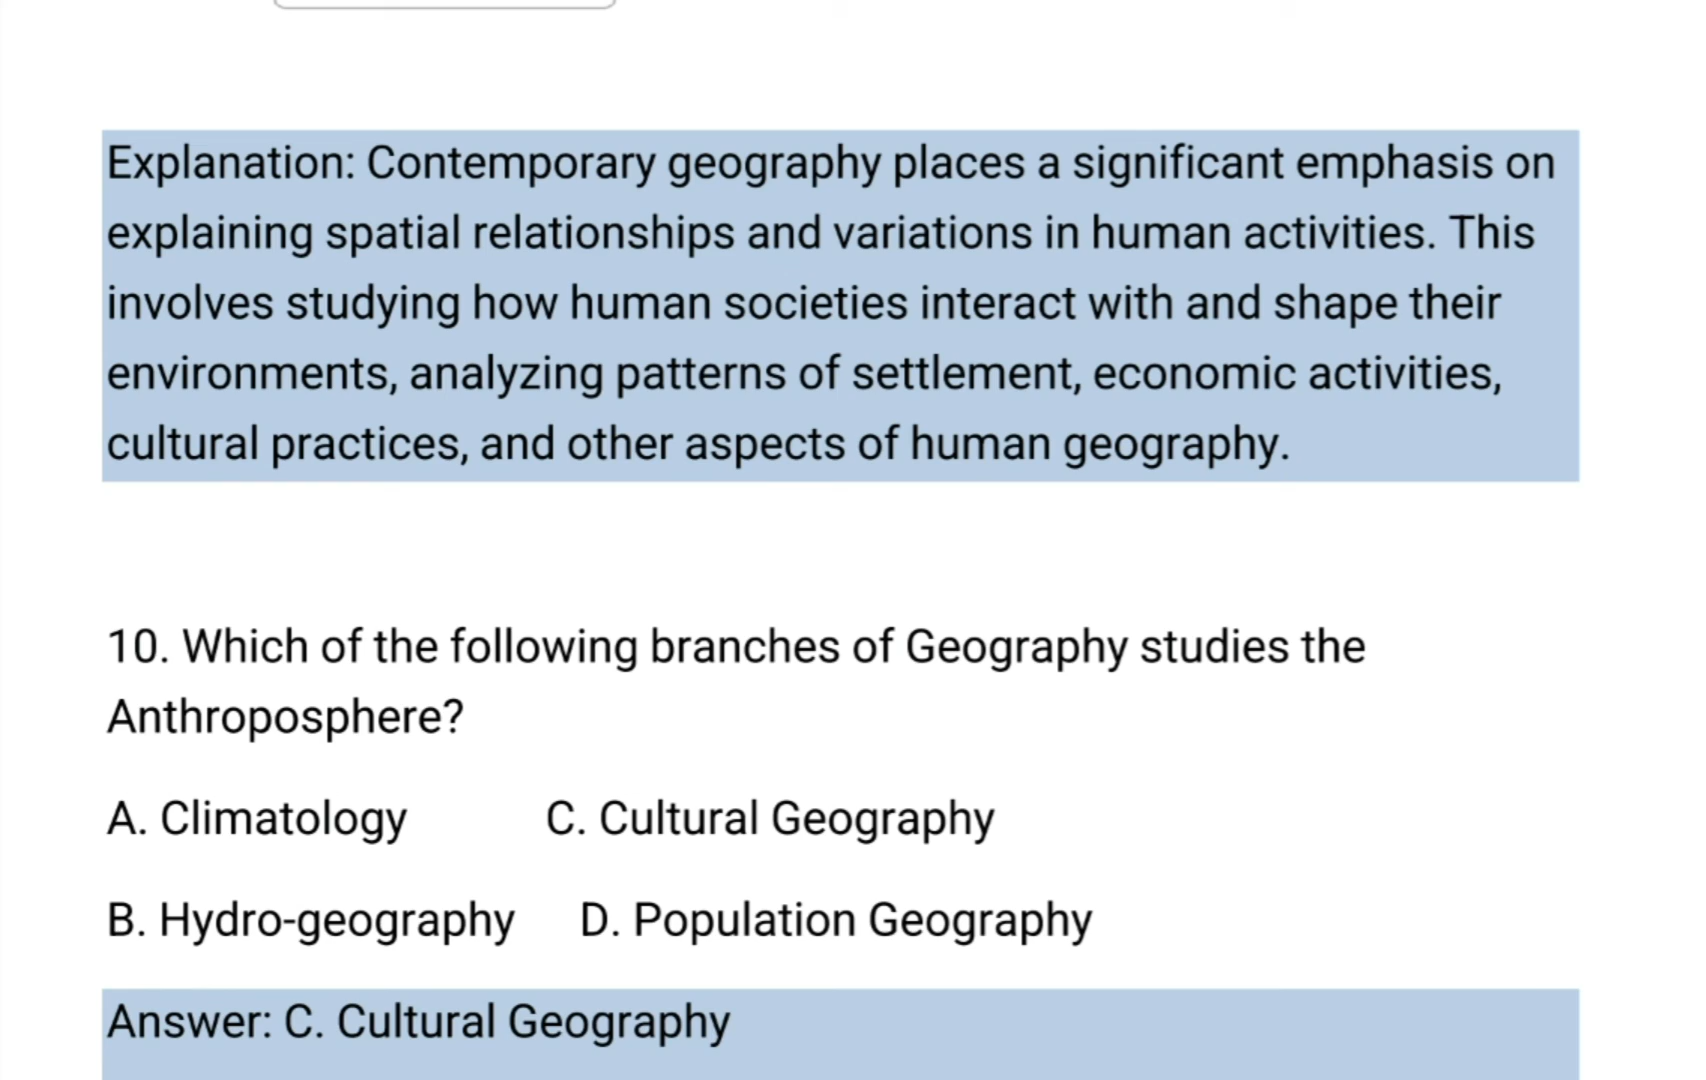 Explanation: Contemporary geography places a significant emphasis on
explaining spatial relationships and variations in human activities. This
involves studying how human societies interact with and shape their
environments, analyzing patterns of settlement, economic activities,
cultural practices, and other aspects of human geography.
10. Which of the following branches of Geography studies the
Anthroposphere?
A. Climatology C. Cultural Geography
B. Hydro-geography D. Population Geography
Answer: C. Cultural Geography